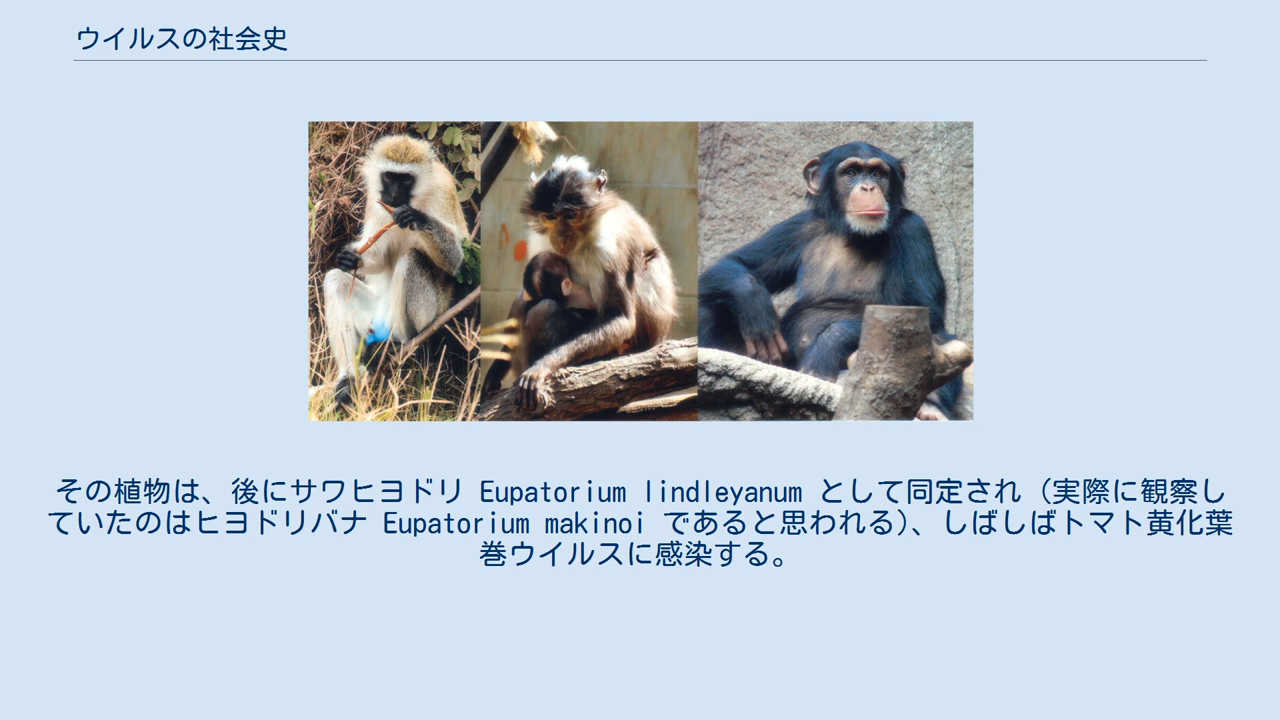 ウイルスの社会史
その植物は、後にサワヒヨドリ Eupatorium lindleyanum として同定され（実際に観察し
ていたのはヒヨドリバナ Eupatorium makinoi であると思われる）、しばしばトマト黄化葉
巻ウイルスに感染する。